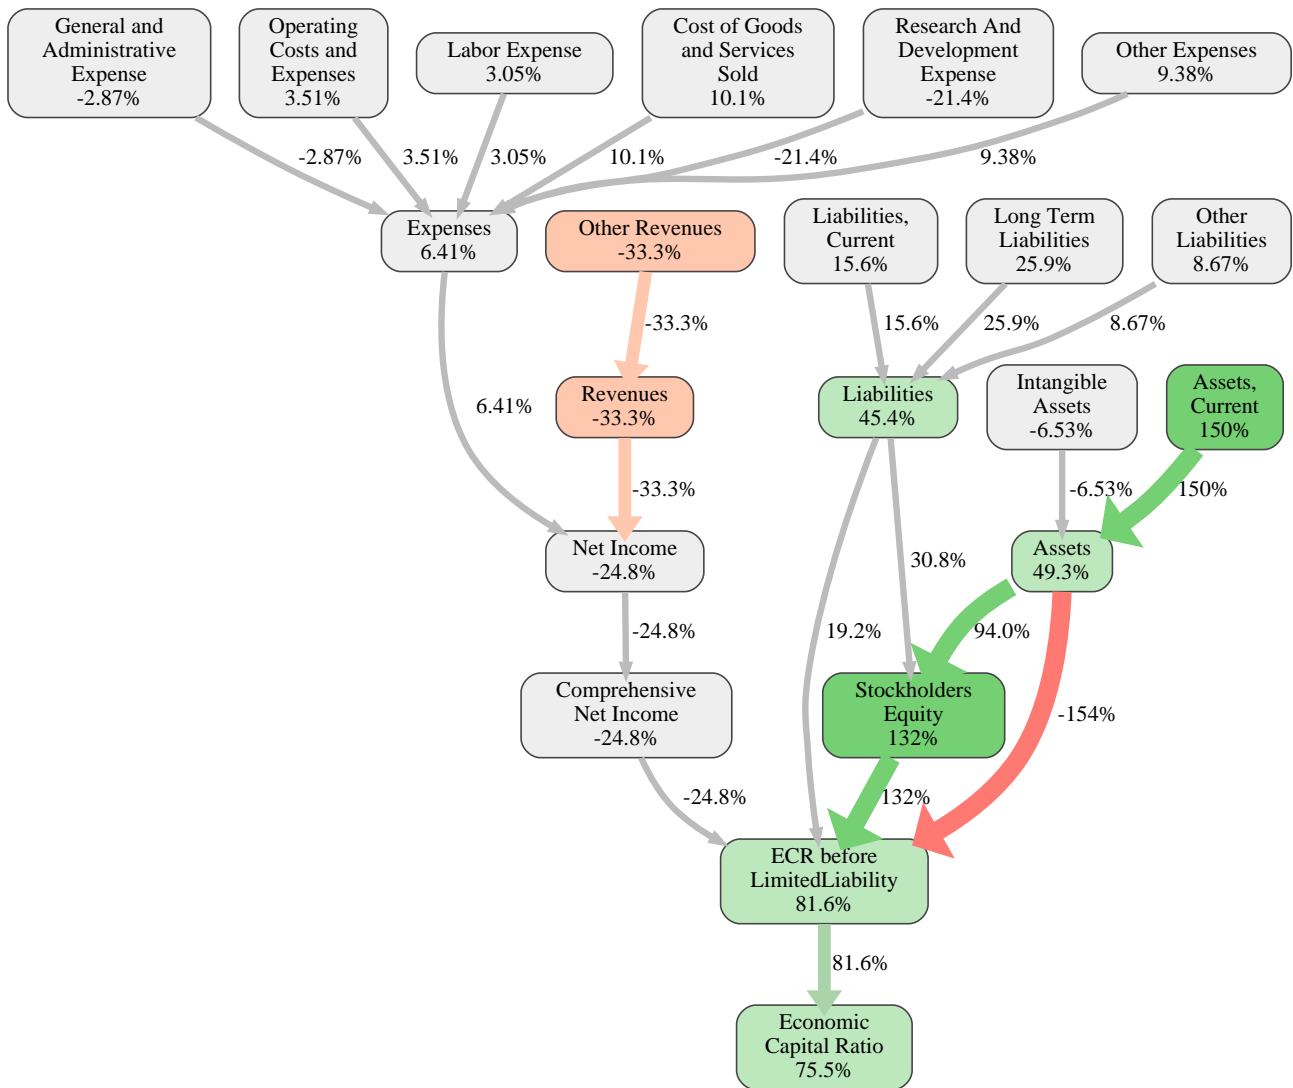 General and
Administrative
Expense
-2.87%
Operating
Costs and
Expenses
3.51%
Labor Expense
3.05%
Cost of Goods
and Services
Sold
10.1%
Research And
Development
Expense
-21.4%
Other Expenses
9.38%
-2.87%
3.51%
3.05%
10.1%
-21.4%
9.38%
Expenses
6.41%
Other Revenues
-33.3%
Liabilities,
Current
15.6%
Long Term
Liabilities
25.9%
Other
Liabilities
8.67%
-33.3%
15.6%
25.9%
8.67%
Revenues
-33.3%
Liabilities
45.4%
Intangible
Assets
-6.53%
Assets,
Current
150%
6.41%
-33.3%
-6.53%
150%
Net Income
-24.8%
Assets
49.3%
30.8%
-24.8%
19.2%
94.0%
Comprehensive
Net Income
-24.8%
Stockholders
Equity
132%
-154%
-24.8%
132%
ECR before
LimitedLiability
81.6%
81.6%
Economic
Capital Ratio
75.5%